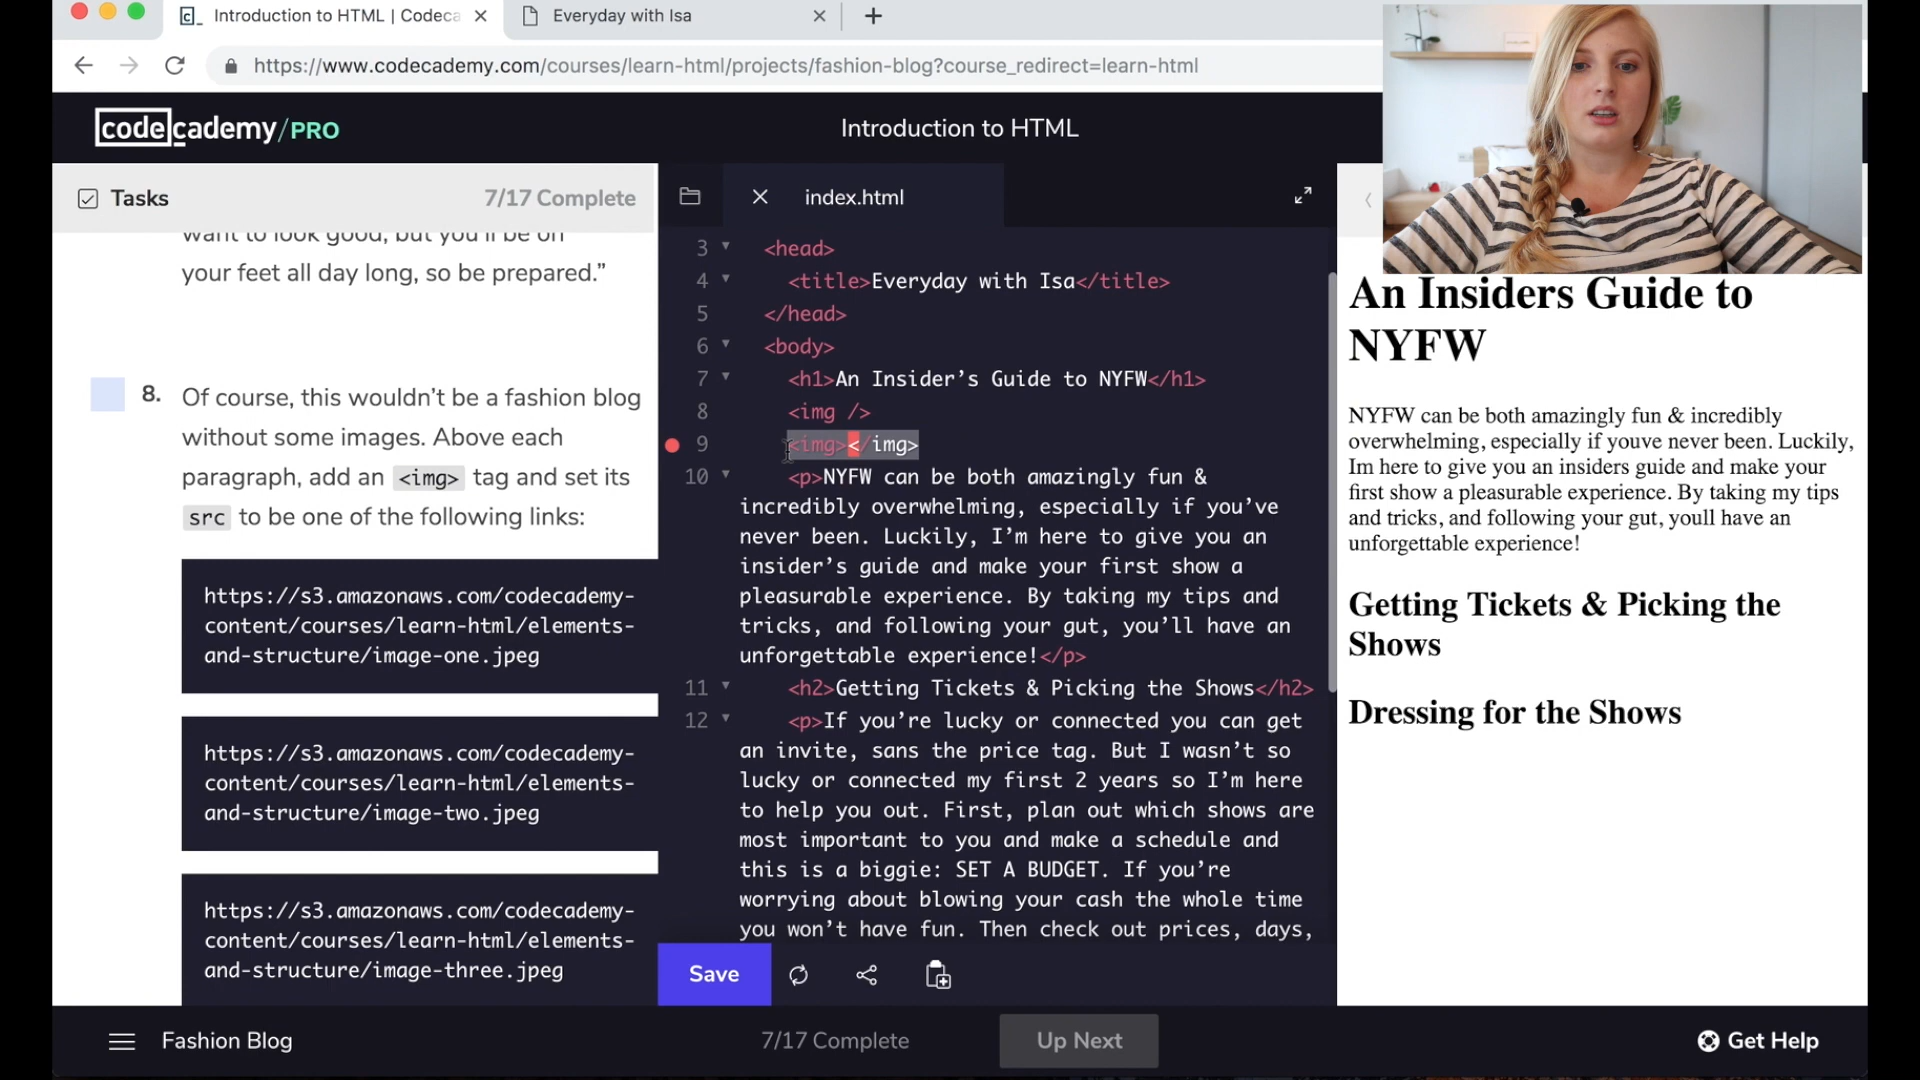 Introduction to HTML | Codeca
Everyday with Isa
https://www.codecademy.com/courses/learn-html/projects/fashion-blog?course_redirect=learn-html
codecademy/PRO
Introduction to HTML
Tasks
7/17 Complete
want to look good, but you'll be on
your feet all day long, so be prepared.”
8. Of course, this wouldn't be a fashion blog
without some images. Above each
paragraph, add an <img> tag and set its
src to be one of the following links:
https://s3.amazonaws.com/codecademy-
content/courses/learn-html/elements-
and-structure/image-one.jpeg
https://s3.amazonaws.com/codecademy-
content/courses/learn-html/elements-
and-structure/image-two.jpeg
https://s3.amazonaws.com/codecademy-
content/courses/learn-html/elements-
and-structure/image-three.jpeg
index.html
3 <head>
4 <title>Everyday with Isa</title>
5 </head>
6 <body>
7 <h1>An Insider’s Guide to NYFW</h1>
8 <img />
9 <img></img>
10 <p>NYFW can be both amazingly fun &
incredibly overwhelming, especially if you’ve
never been. Luckily, I’m here to give you an
insider’s guide and make your first show a
pleasurable experience. By taking my tips and
tricks, and following your gut, you’ll have an
unforgettable experience!</p>
11 <h2>Getting Tickets & Picking the Shows</h2>
12 <p>If you’re lucky or connected you can get
an invite, sans the price tag. But I wasn’t so
lucky or connected my first 2 years so I’m here
to help you out. First, plan out which shows are
most important to you and make a schedule and
this is a biggie: SET A BUDGET. If you’re
worrying about blowing your cash the whole time
you won’t have fun. Then check out prices, days,
Save
An Insiders Guide to
NYFW
NYFW can be both amazingly fun & incredibly
overwhelming, especially if youve never been. Luckily,
Im here to give you an insiders guide and make your
first show a pleasurable experience. By taking my tips
and tricks, and following your gut, youll have an
unforgettable experience!
Getting Tickets & Picking the
Shows
Dressing for the Shows
Fashion Blog
7/17 Complete
Up Next
Get Help